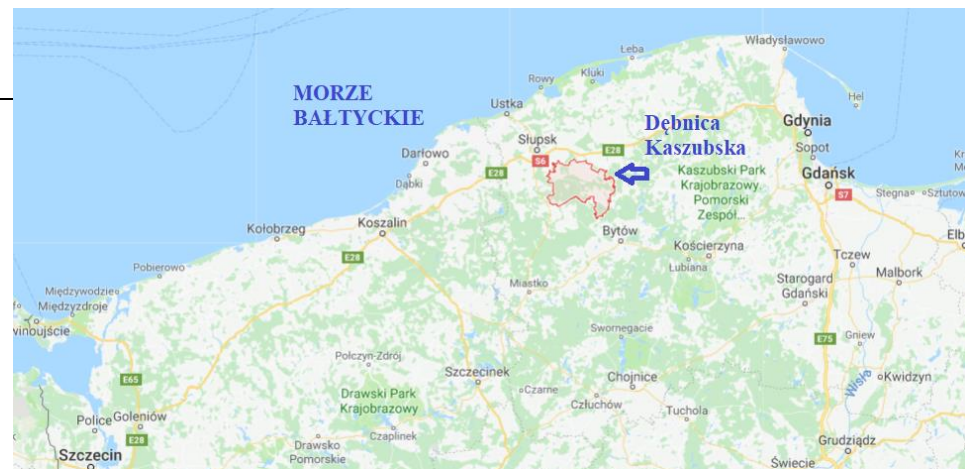 Władysławowo
Łeba
Rowy
Kluki
MORZE
BAŁTYCKIE
Ustka
Hel
Dębnica
Kaszubska
Gdynia
Słupsk
E28
S6
Sopot
Darłowo
E28
Kaszubski Park
Krajobrazowy.
Pomorski
Zespół...
Gdańsk
Dąbki
S7
Stegna
Sztutow
Kołobrzeg
Koszalin
Bytów
Elb
E28
Kościerzyna
Tczew
Pobierowo
Łubiana
Malbork
Miastko
Starogard
Gdański
Międzywodzie
Międzyzdroje
winoujście
Swornegacie
E75
Gniew
Połczyn-Zdrój
Szczecinek
Chojnice
Wisła
Kwidzyn
E65
Drawski Park
Krajobrazowy
Czarne
Człuchów
Tuchola
Police
Goleniów
E28
Czaplinek
Drawsko
Pomorskie
Grudziądz
Szczecin
Świecie